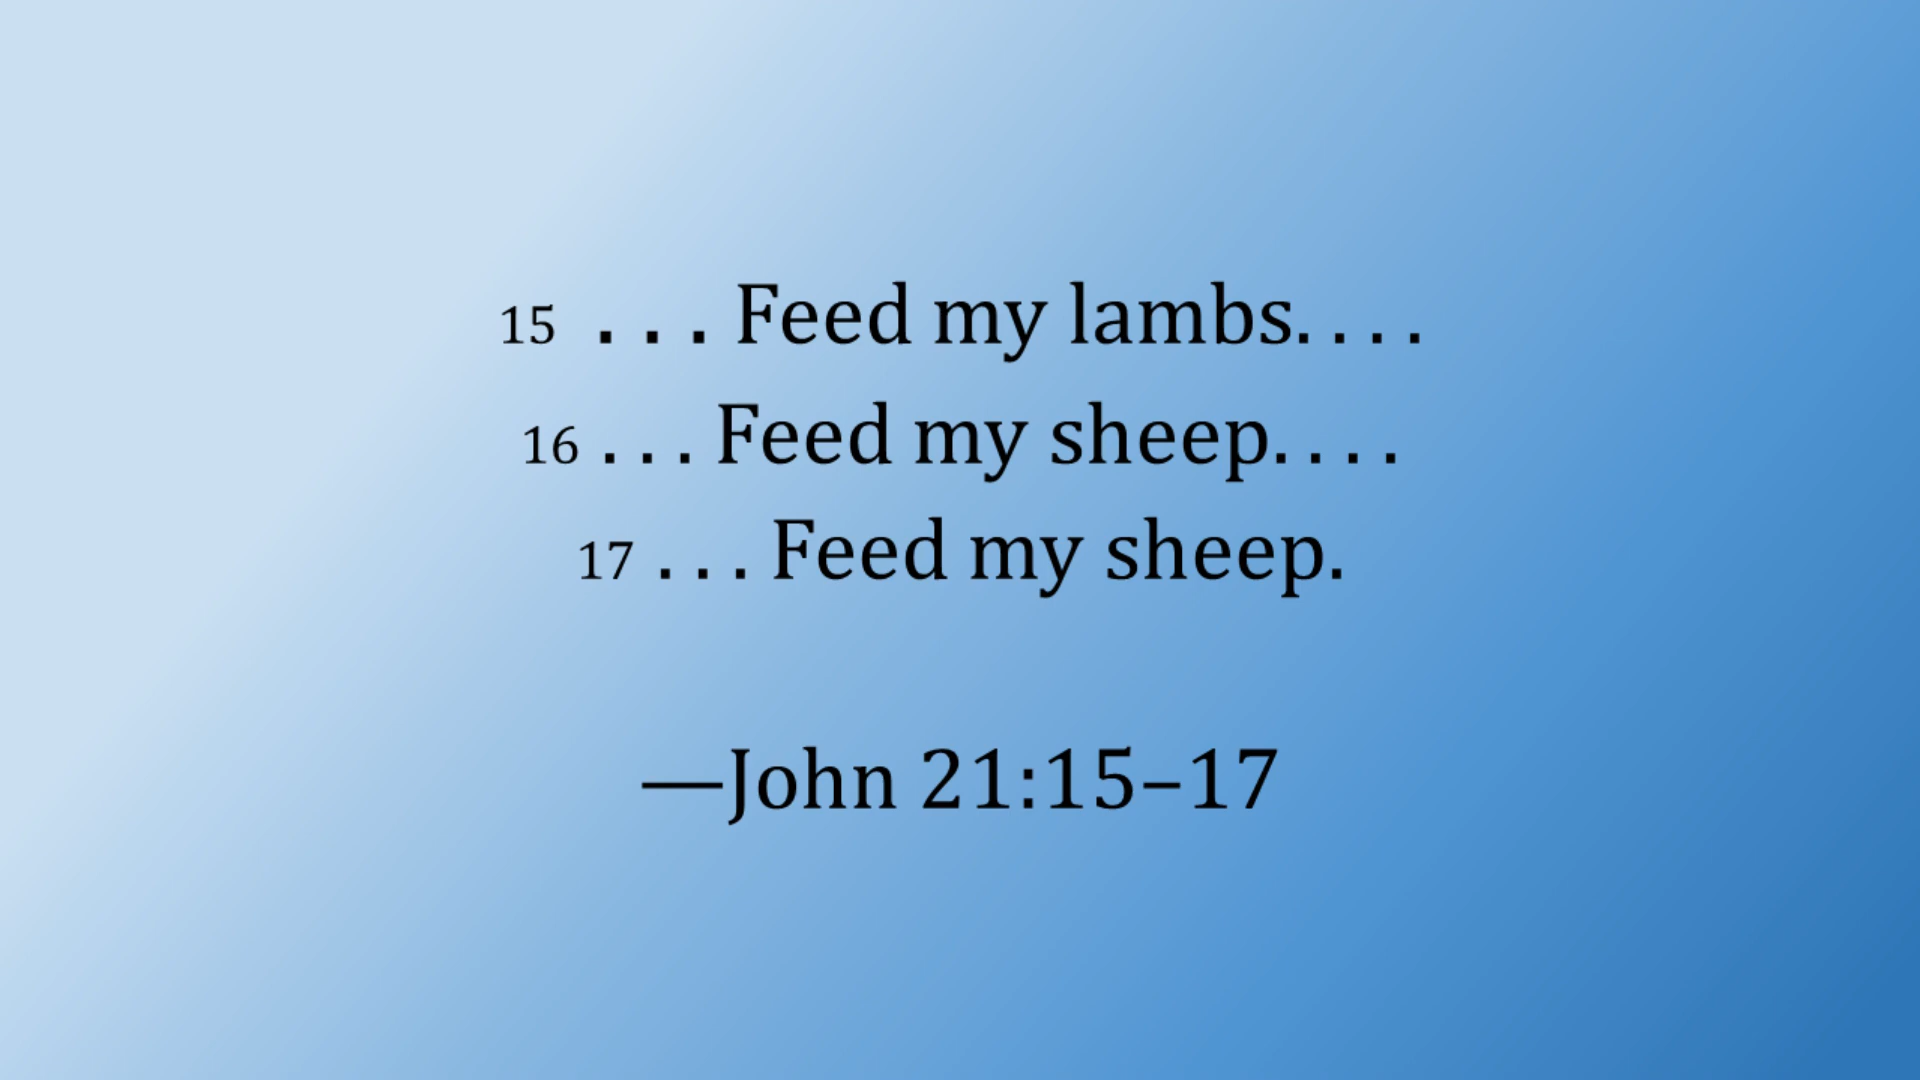 15 . . . Feed my lambs. . . .
16 . . . Feed my sheep. . . .
17 . . . Feed my sheep.
—John 21:15–17